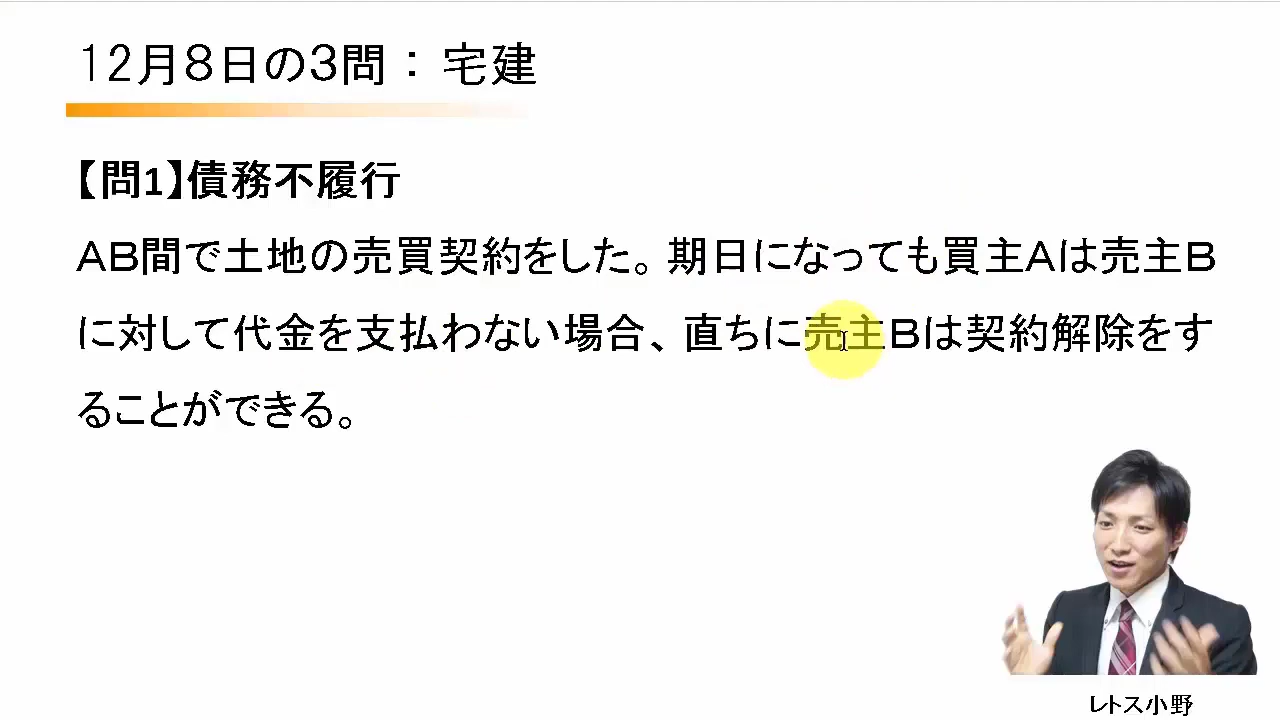 12月8日の3問：宅建
【問1】債務不履行
ＡＢ間で土地の売買契約をした。期日になっても買主Ａは売主Ｂ
に対して代金を支払わない場合、直ちに売主Ｂは契約解除をす
ることができる。
レトス小野